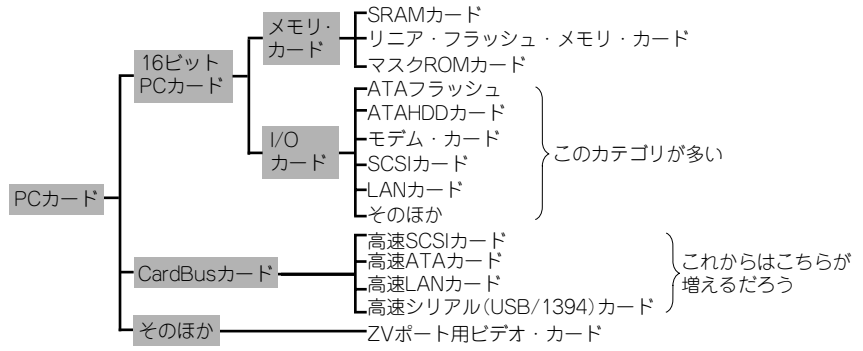 PCカード
16ビット
PCカード
メモリ・
カード
SRAMカード
リニア・フラッシュ・メモリ・カード
マスクROMカード
I/O
カード
ATAフラッシュ
ATAHDDカード
モデム・カード
SCSIカード
LANカード
そのほか
このカテゴリが多い
CardBusカード
高速SCSIカード
高速ATAカード
高速LANカード
高速シリアル(USB/1394)カード
これからはこちらが
増えるだろう
そのほか
ZVポート用ビデオ・カード